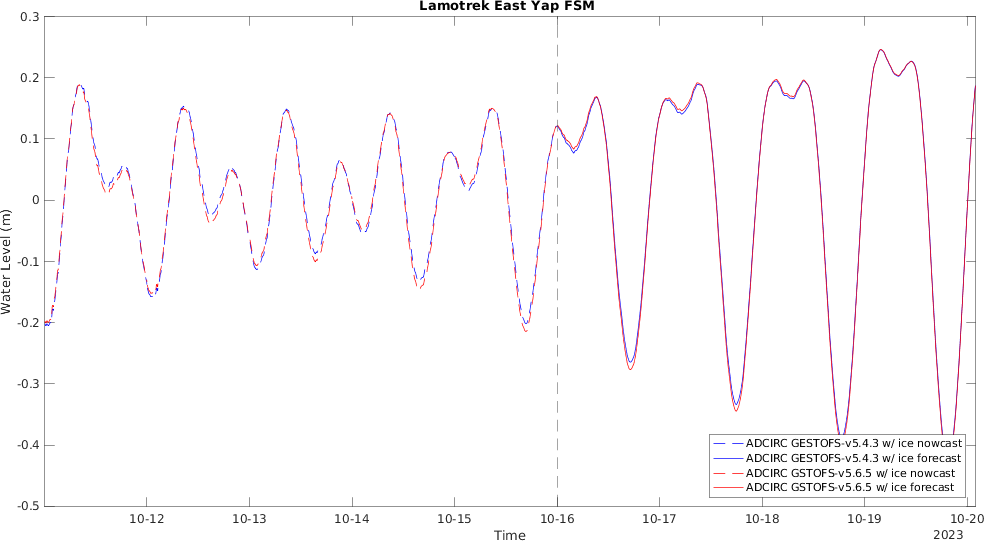 Lamotrek East Yap FSM
0.3
0.2
0.1
0
-0.1
-0.2
-0.3
-0.4
-0.5
Water Level (m)
ADCIRC GESTOFS-v5.4.3 w/ ice nowcast
ADCIRC GESTOFS-v5.4.3 w/ ice forecast
ADCIRC GSTOFS-v5.6.5 w/ ice nowcast
ADCIRC GSTOFS-v5.6.5 w/ ice forecast
10-12 10-13 10-14 10-15 10-16 10-17 10-18 10-19 10-20
Time
2023